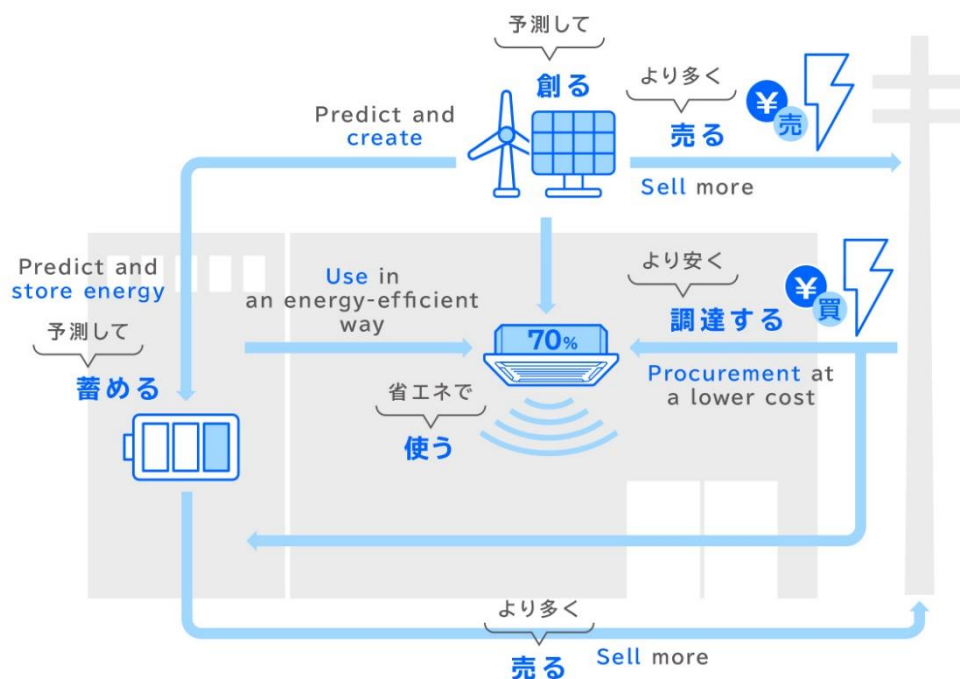 予測して
創る
Predict and
create
より多く
売る
¥
売
Sell more
Predict and
store energy
予測して
蓄める
Use in
an energy-efficient
way
70%
省エネで
使う
より安く
調達する
¥
買
Procurement at
a lower cost
より多く
売る
Sell more